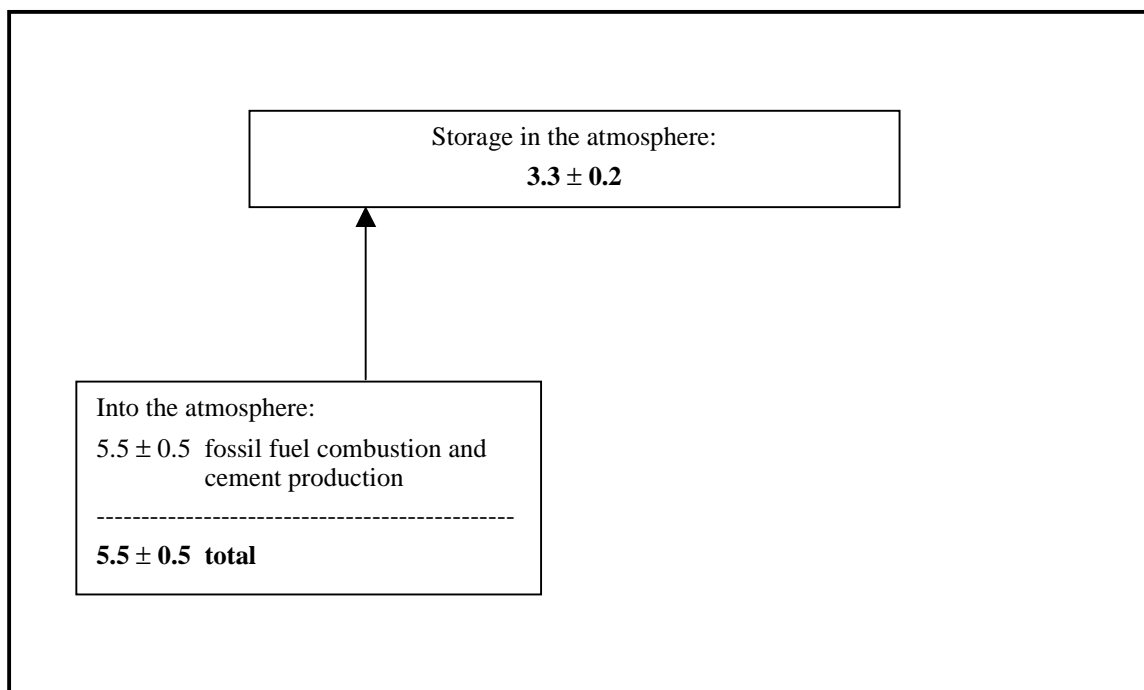 Storage in the atmosphere:
3.3 ± 0.2
Into the atmosphere:
5.5 ± 0.5 fossil fuel combustion and
cement production
-----------------------------------------------
5.5 ± 0.5 total